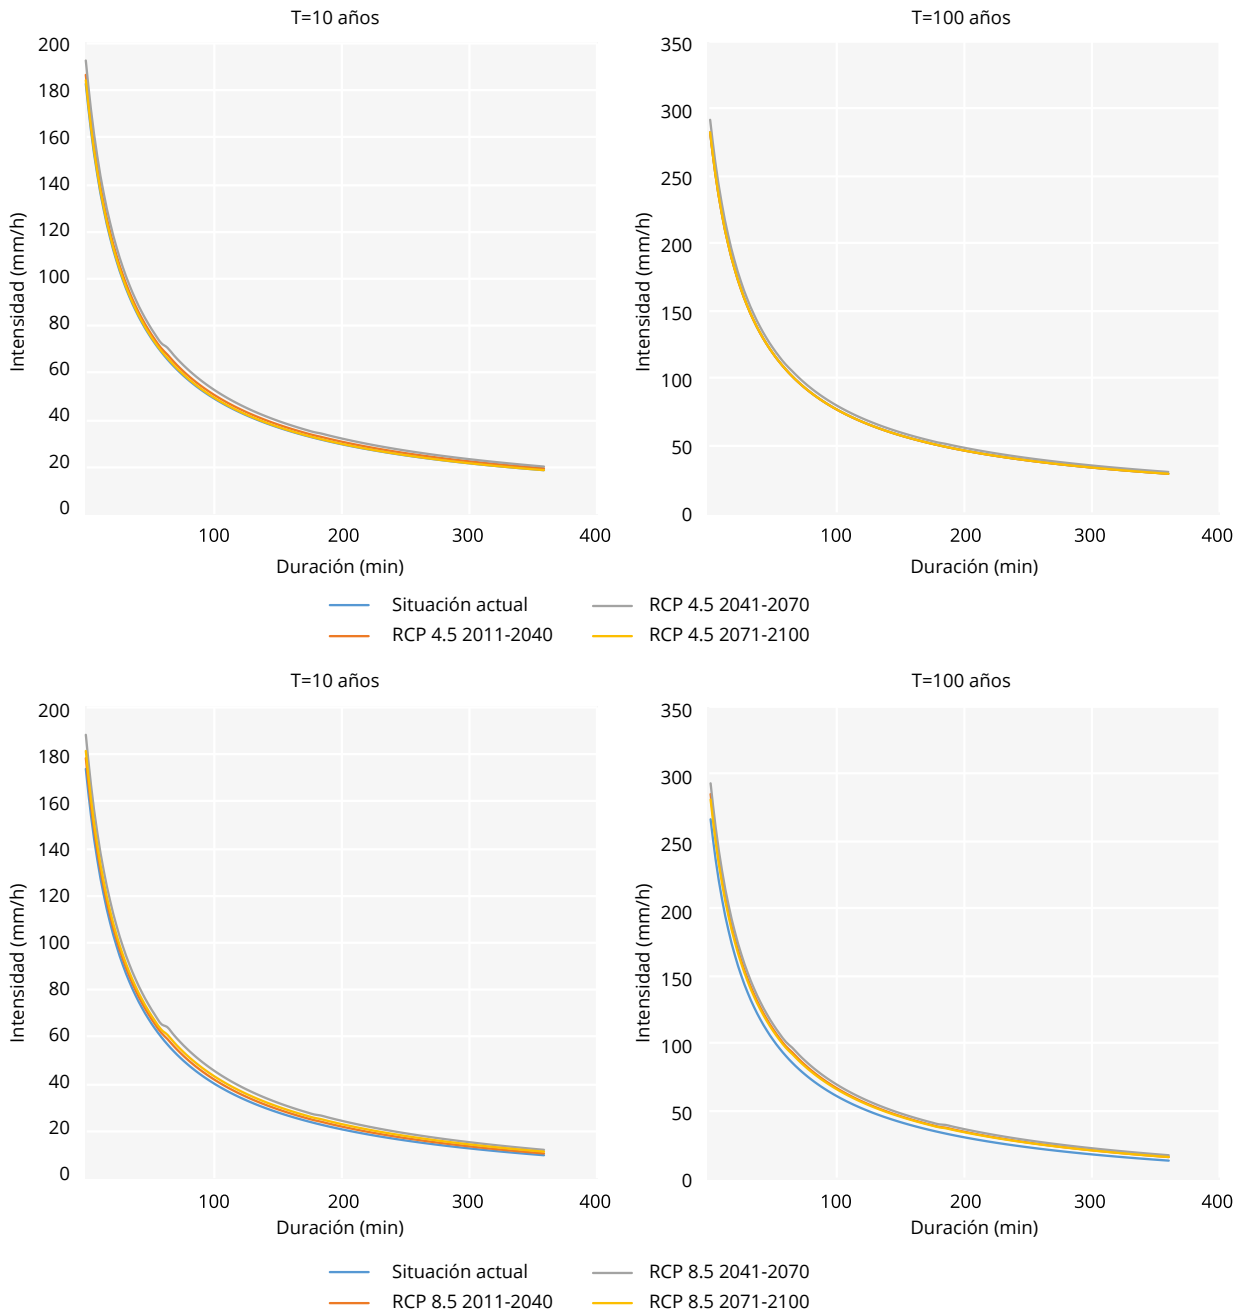 T=10 años
T=100 años
Intensidad (mm/h)
200
180
160
140
120
100
80
60
40
20
0
100 200 300 400
Duración (min)
Intensidad (mm/h)
350
300
250
200
150
100
50
0
100 200 300 400
Duración (min)
Situación actual
RCP 4.5 2041-2070
RCP 4.5 2011-2040
RCP 4.5 2071-2100
T=10 años
T=100 años
Intensidad (mm/h)
200
180
160
140
120
100
80
60
40
20
0
100 200 300 400
Duración (min)
Intensidad (mm/h)
350
300
250
200
150
100
50
0
100 200 300 400
Duración (min)
Situación actual
RCP 8.5 2041-2070
RCP 8.5 2011-2040
RCP 8.5 2071-2100